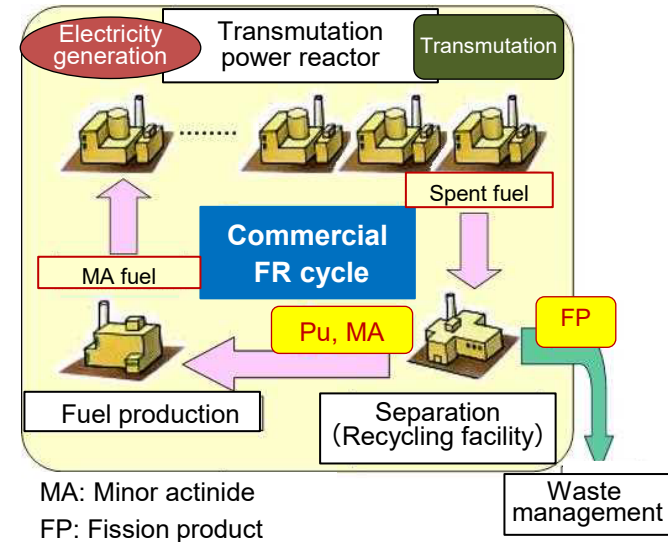 Electricity
generation
Transmutation
power reactor
Transmutation
........
Spent fuel
Commercial
FR cycle
MA fuel
Pu, MA
FP
Fuel production
Separation
（Recycling facility）
Waste
management
MA: Minor actinide
FP: Fission product